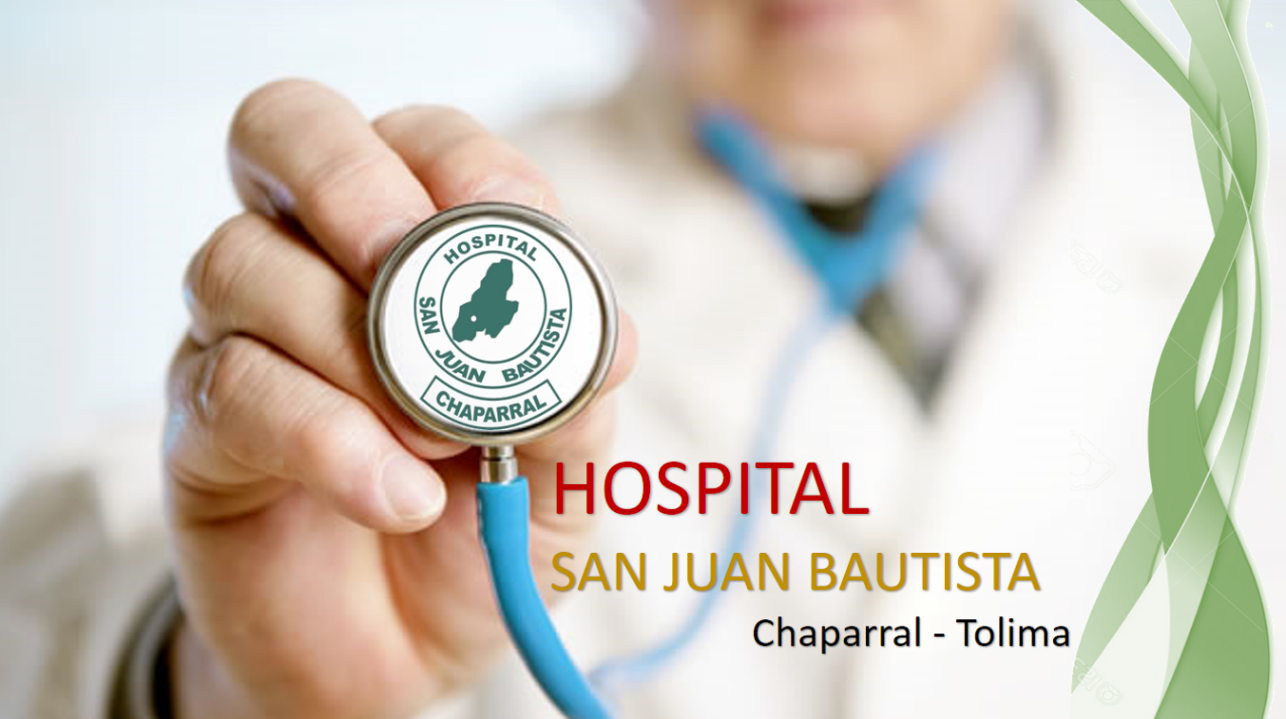 HOSPITAL
SAN JUAN BAUTISTA
CHAPARRAL
HOSPITAL
SAN JUAN BAUTISTA
Chaparral - Tolima